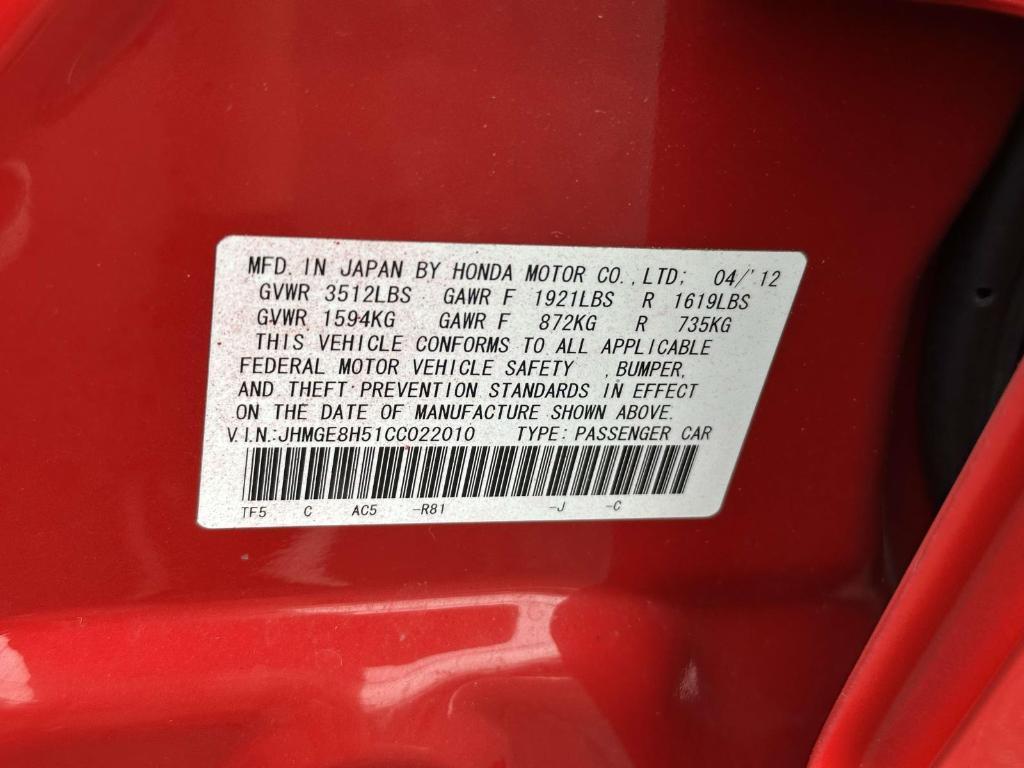 MFD. IN JAPAN BY HONDA MOTOR CO., LTD; 04/'12
GVWR 3512LBS GAWR F 1921LBS R 1619LBS
GVWR 1594KG GAWR F 872KG R 735KG
THIS VEHICLE CONFORMS TO ALL APPLICABLE
FEDERAL MOTOR VEHICLE SAFETY , BUMPER,
AND THEFT PREVENTION STANDARDS IN EFFECT
ON THE DATE OF MANUFACTURE SHOWN ABOVE.
V.I.N.:JHMGE8H51CC022010 TYPE: PASSENGER CAR
TF5 C AC5 -R81 -J -C